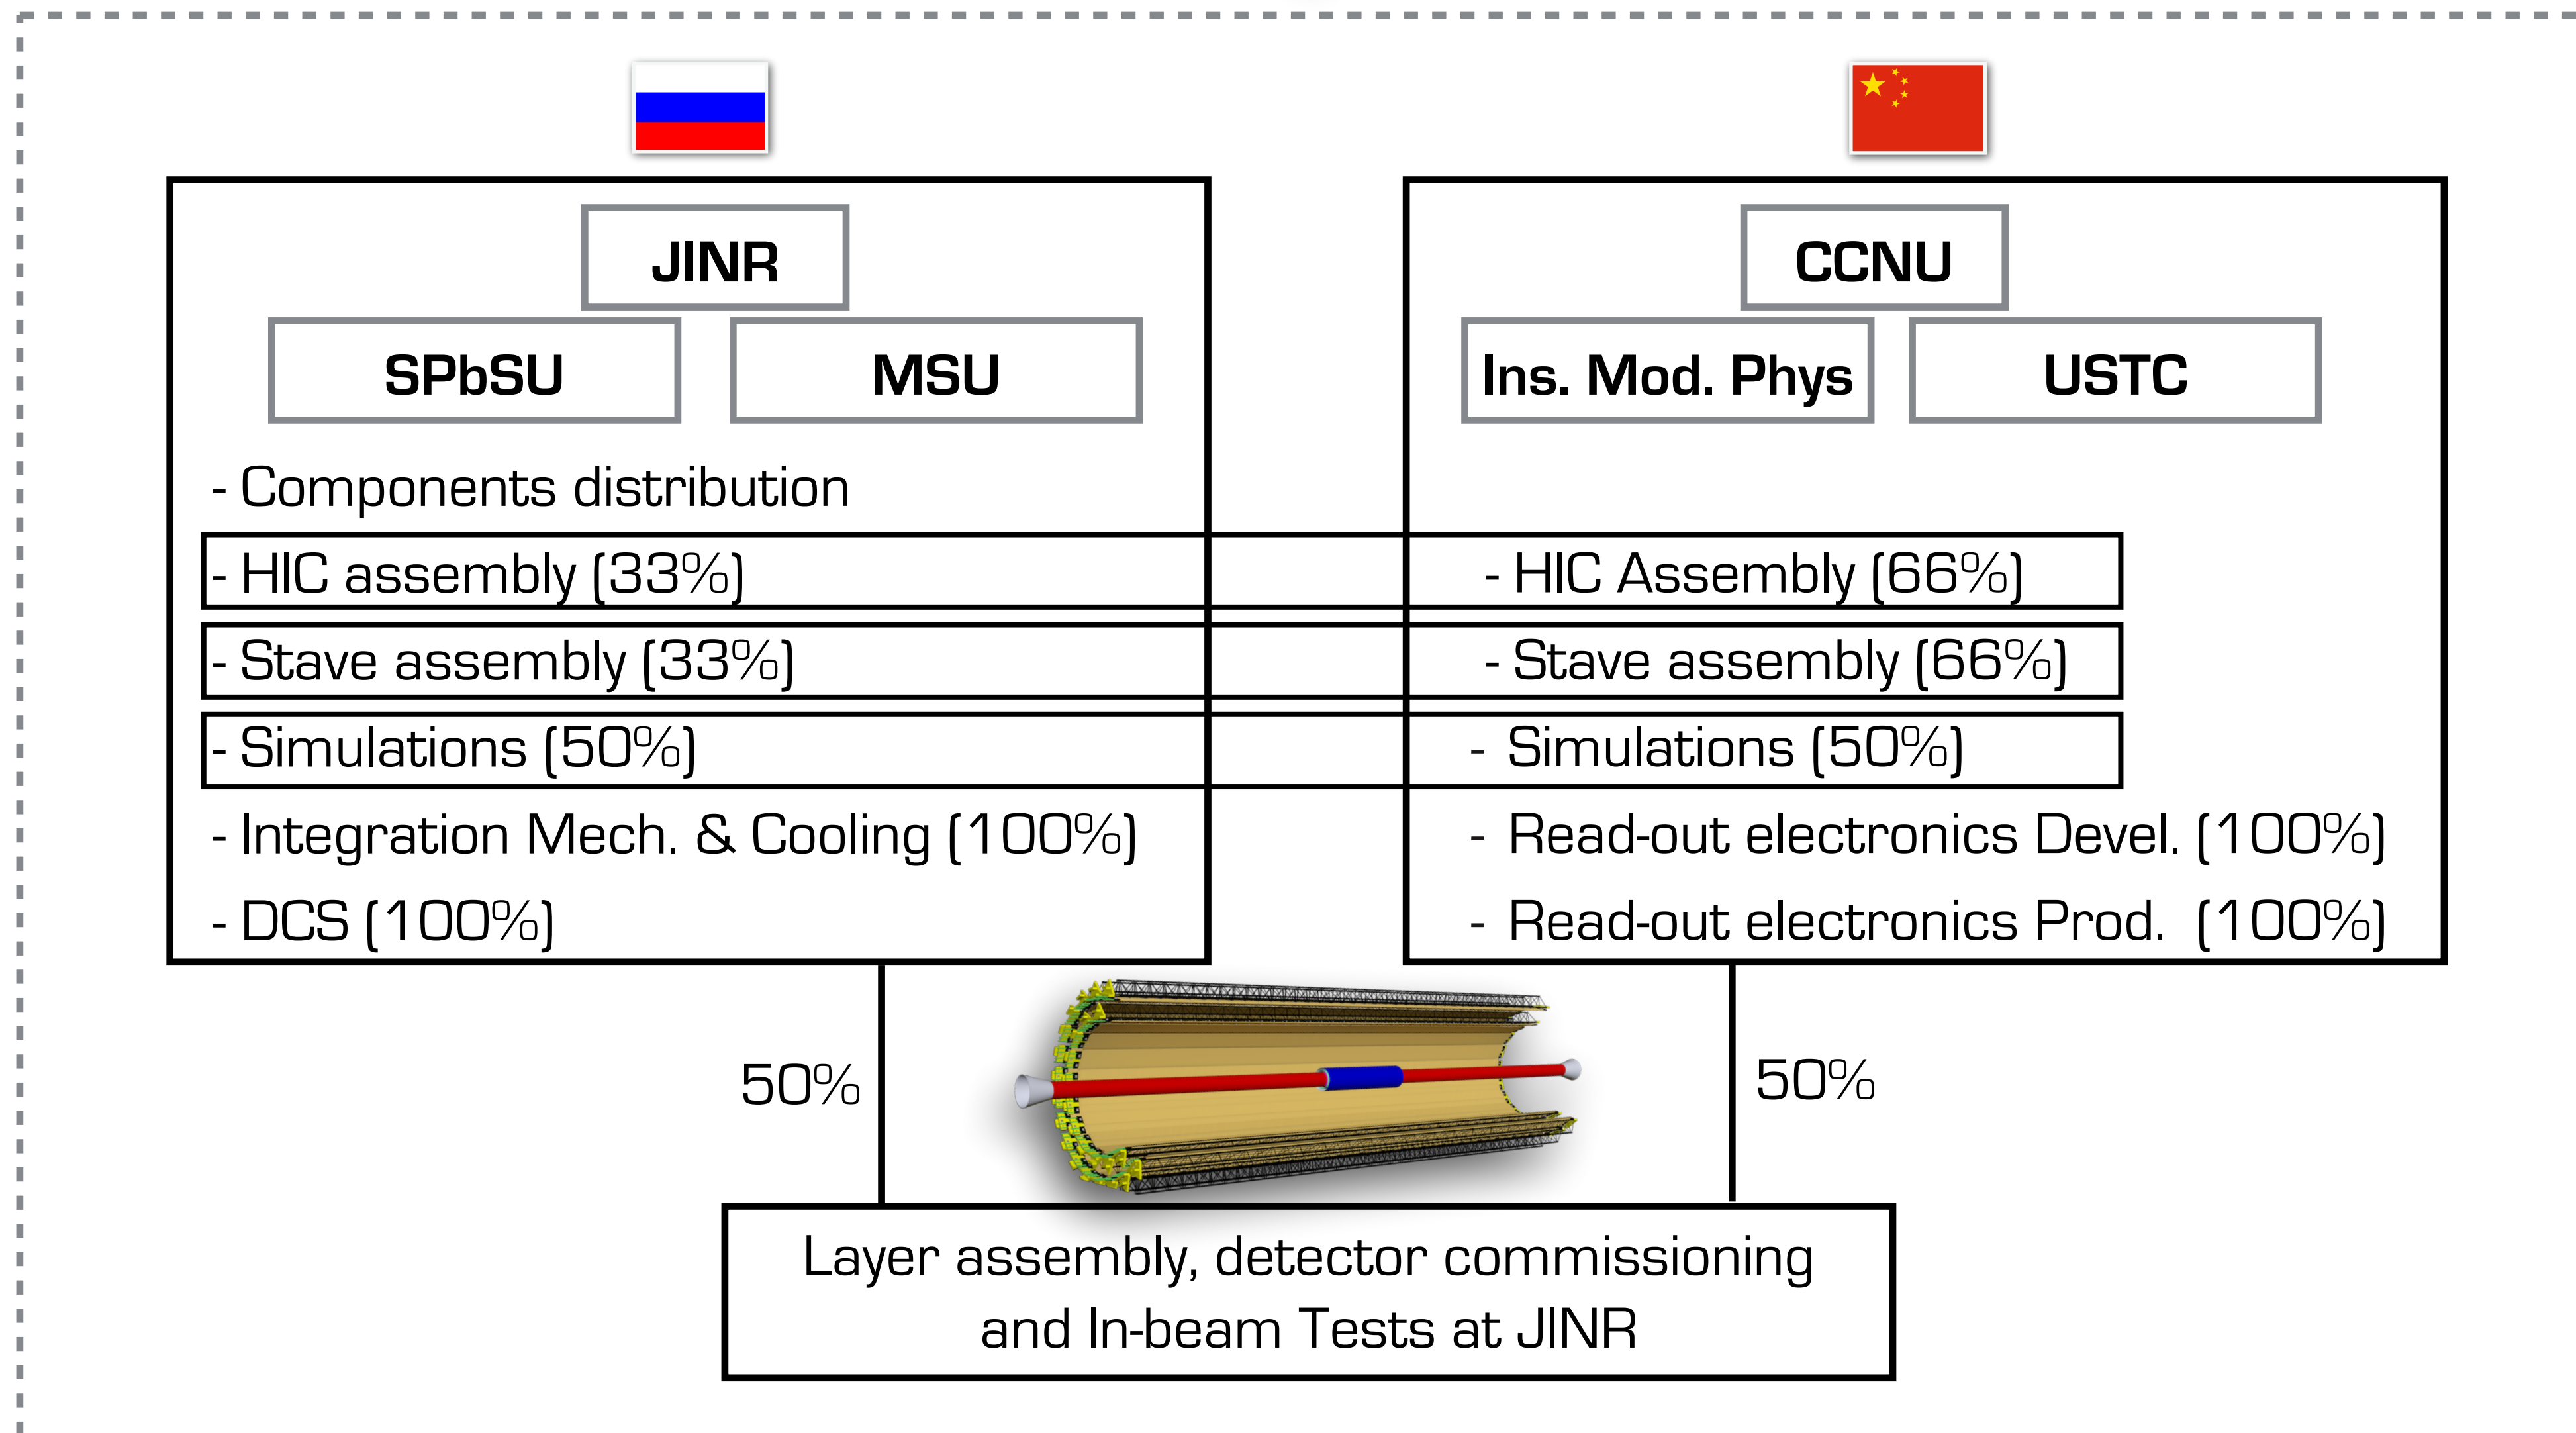 JINR
SPbSU
MSU
- Components distribution
- HIC assembly (33%)
- Stave assembly (33%)
- Simulations (50%)
- Integration Mech. & Cooling (100%)
- DCS (100%)
CCNU
Ins. Mod. Phys
USTC
- HIC Assembly (66%)
- Stave assembly (66%)
- Simulations (50%)
- Read-out electronics Devel. (100%)
- Read-out electronics Prod. (100%)
50%
50%
Layer assembly, detector commissioning
and In-beam Tests at JINR